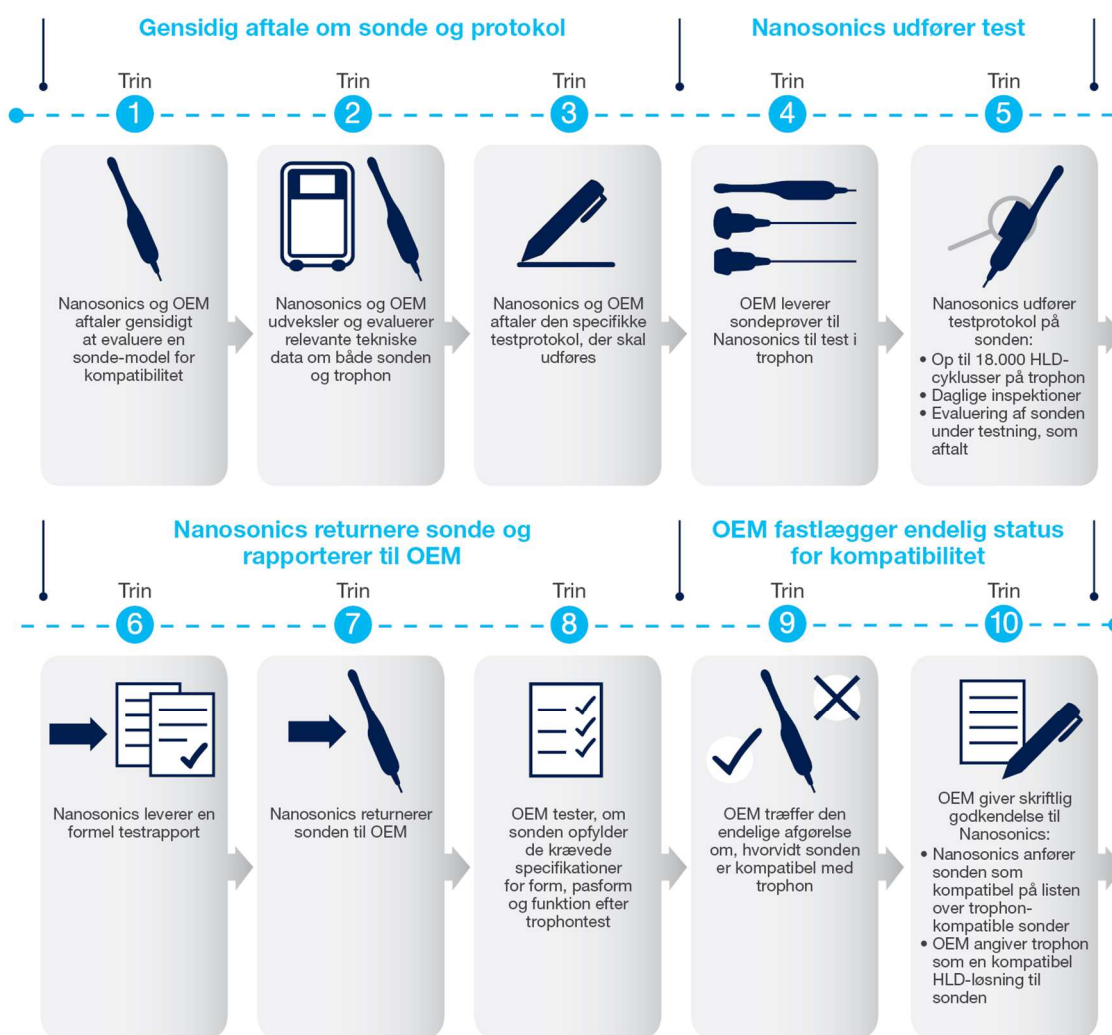 Gensidig aftale om sonde og protokol
Nanosonics udfører test
Trin
1
Trin
2
Trin
3
Trin
4
Trin
5
Nanosonics og OEM
aftaler gensidigt
at evaluere en
sonde-model for
kompatibilitet
Nanosonics og OEM
udveksler og evaluerer
relevante tekniske
data om både sonden
og trophon
Nanosonics og OEM
aftaler den specifikke
testprotokol, der skal
udføres
OEM leverer
sondeprøver til
Nanosonics til test i
trophon
Nanosonics udfører
testprotokol på
sonden:
• Op til 18.000 HLD-
cyklusser på trophon
• Daglige inspektioner
• Evaluering af sonden
under testning, som
aftalt
Nanosonics returnere sonde og
rapporterer til OEM
OEM fastlægger endelig status
for kompatibilitet
Trin
6
Trin
7
Trin
8
Trin
9
Trin
10
Nanosonics leverer en
formel testrapport
Nanosonics returnerer
sonden til OEM
OEM tester, om
sonden opfylder
de krævede
specifikationer
for form, pasform
og funktion efter
trophontest
OEM træffer den
endelige afgørelse
om, hvorvidt sonden
er kompatibel med
trophon
OEM giver skriftlig
godkendelse til
Nanosonics:
• Nanosonics anfører
sonden som
kompatibel på listen
over trophon-
kompatible sonder
• OEM angiver trophon
som en kompatibel
HLD-løsning til
sonden